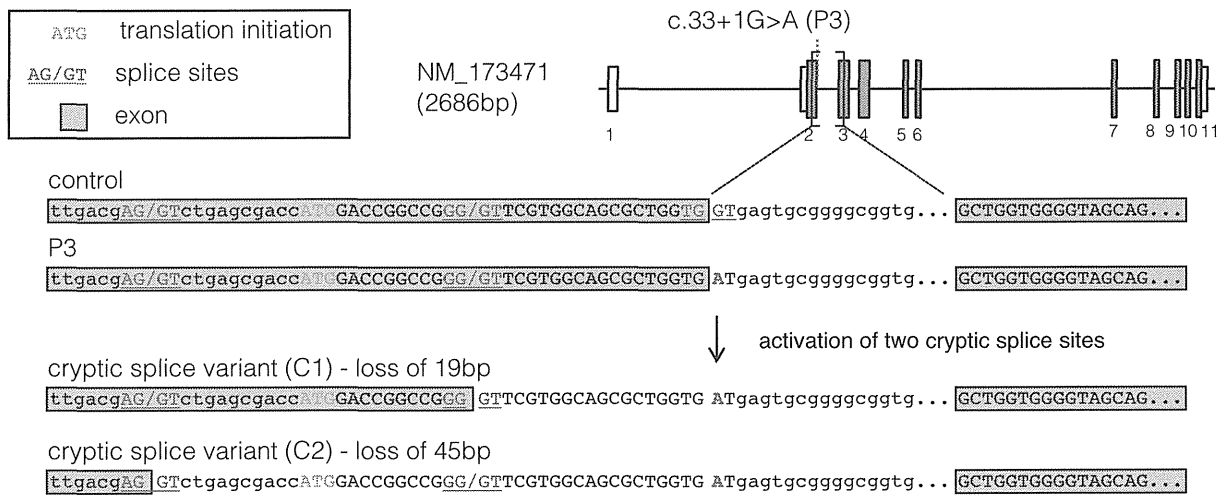 ATG translation initiation
AG/GT splice sites
exon
c.33+1G>A (P3)
NM_173471
(2686bp)
1 2 3 4 5 6 7 8 9 10 11
control
ttgacgAG/GTctgagcgaccATGGACCGGCCGGG/GTTCGTGGCAGCGCTGGTG GTgagtgcggggcggtg... GCTGGTGGGGTAGCAG...
P3
ttgacgAG/GTctgagcgaccATGGACCGGCCGGG/GTTCGTGGCAGCGCTGGTG ATgagtgcggggcggtg... GCTGGTGGGGTAGCAG...
activation of two cryptic splice sites
cryptic splice variant (C1) - loss of 19bp
ttgacgAG/GTctgagcgaccATGGACCGGCCGGG GTTCGTGGCAGCGCTGGTG ATgagtgcggggcggtg... GCTGGTGGGGTAGCAG...
cryptic splice variant (C2) - loss of 45bp
ttgacgAG GTctgagcgaccATGGACCGGCCGGG/GTTCGTGGCAGCGCTGGTG ATgagtgcggggcggtg... GCTGGTGGGGTAGCAG...